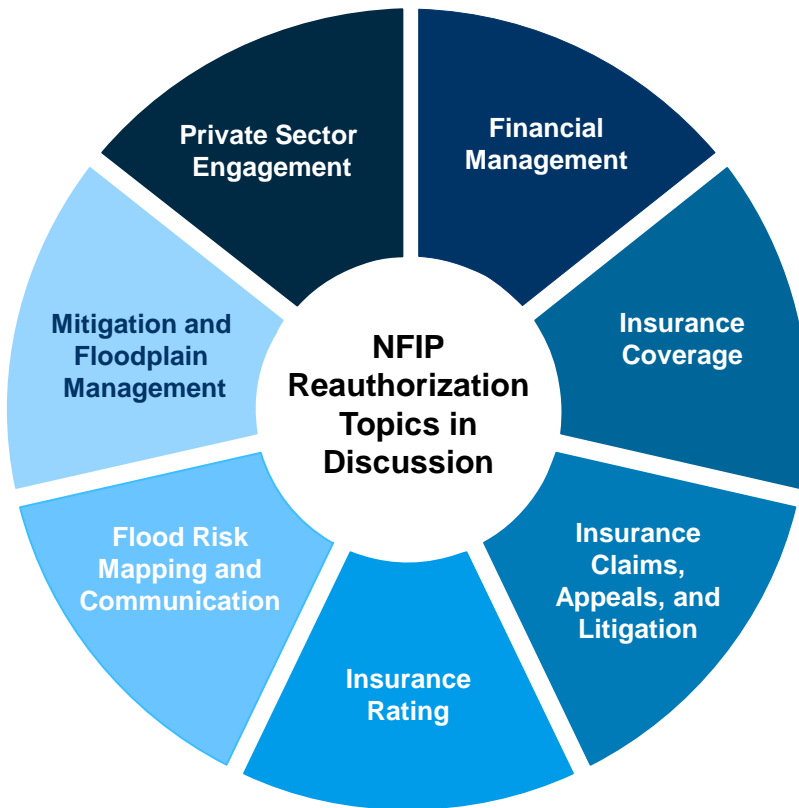 Private Sector
Engagement
Financial
Management
Insurance
Coverage
Insurance
Claims,
Appeals, and
Litigation
Insurance
Rating
Flood Risk
Mapping and
Communication
Mitigation and
Floodplain
Management
NFIP
Reauthorization
Topics in
Discussion